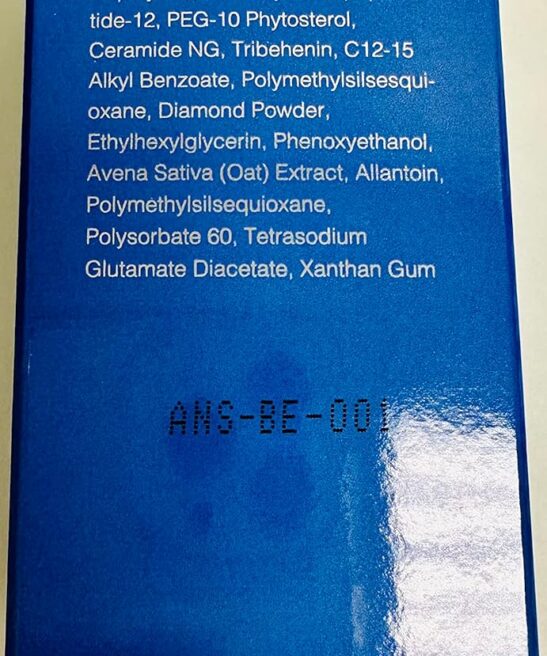 tide-12, PEG-10 Phytosterol,
Ceramide NG, Tribehenin, C12-15
Alkyl Benzoate, Polymethylsilsesqui-
oxane, Diamond Powder,
Ethylhexylglycerin, Phenoxyethanol,
Avena Sativa (Oat) Extract, Allantoin,
Polymethylsilsequioxane,
Polysorbate 60, Tetrasodium
Glutamate Diacetate, Xanthan Gum
ANS-BE-001